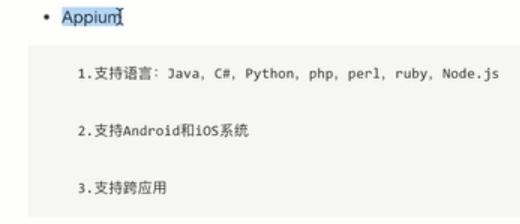 • Appium
1.支持语言：Java, C#, Python, php, perl, ruby, Node.js
2.支持Android和iOS系统
3.支持跨应用